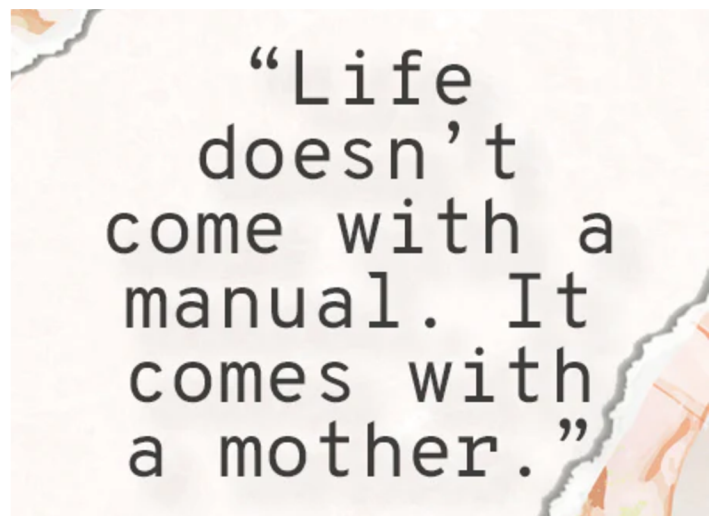 “Life
doesn’t
come with a
manual. It
comes with
a mother.”